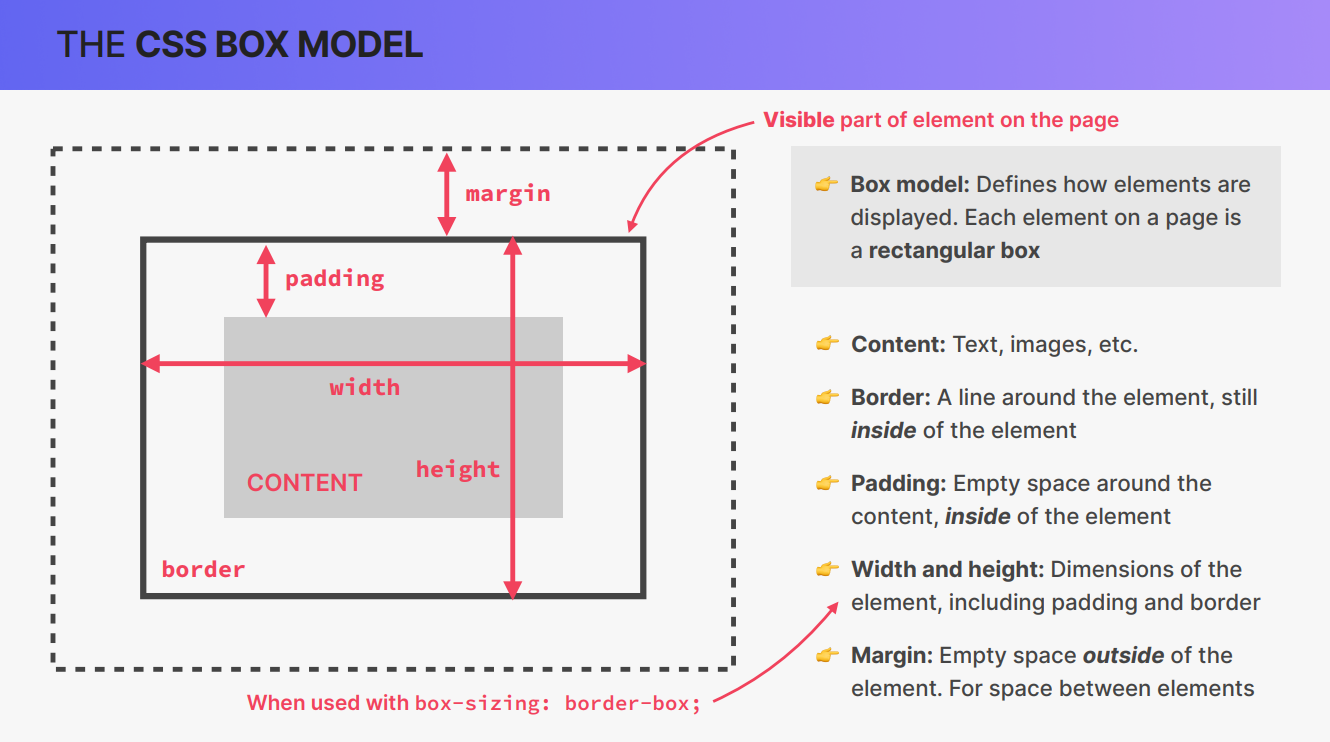 THE CSS BOX MODEL
Visible part of element on the page
margin
padding
width
height
CONTENT
border
When used with box-sizing: border-box;
👉 Box model: Defines how elements are
displayed. Each element on a page is
a rectangular box
👉 Content: Text, images, etc.
👉 Border: A line around the element, still
inside of the element
👉 Padding: Empty space around the
content, inside of the element
👉 Width and height: Dimensions of the
element, including padding and border
👉 Margin: Empty space outside of the
element. For space between elements